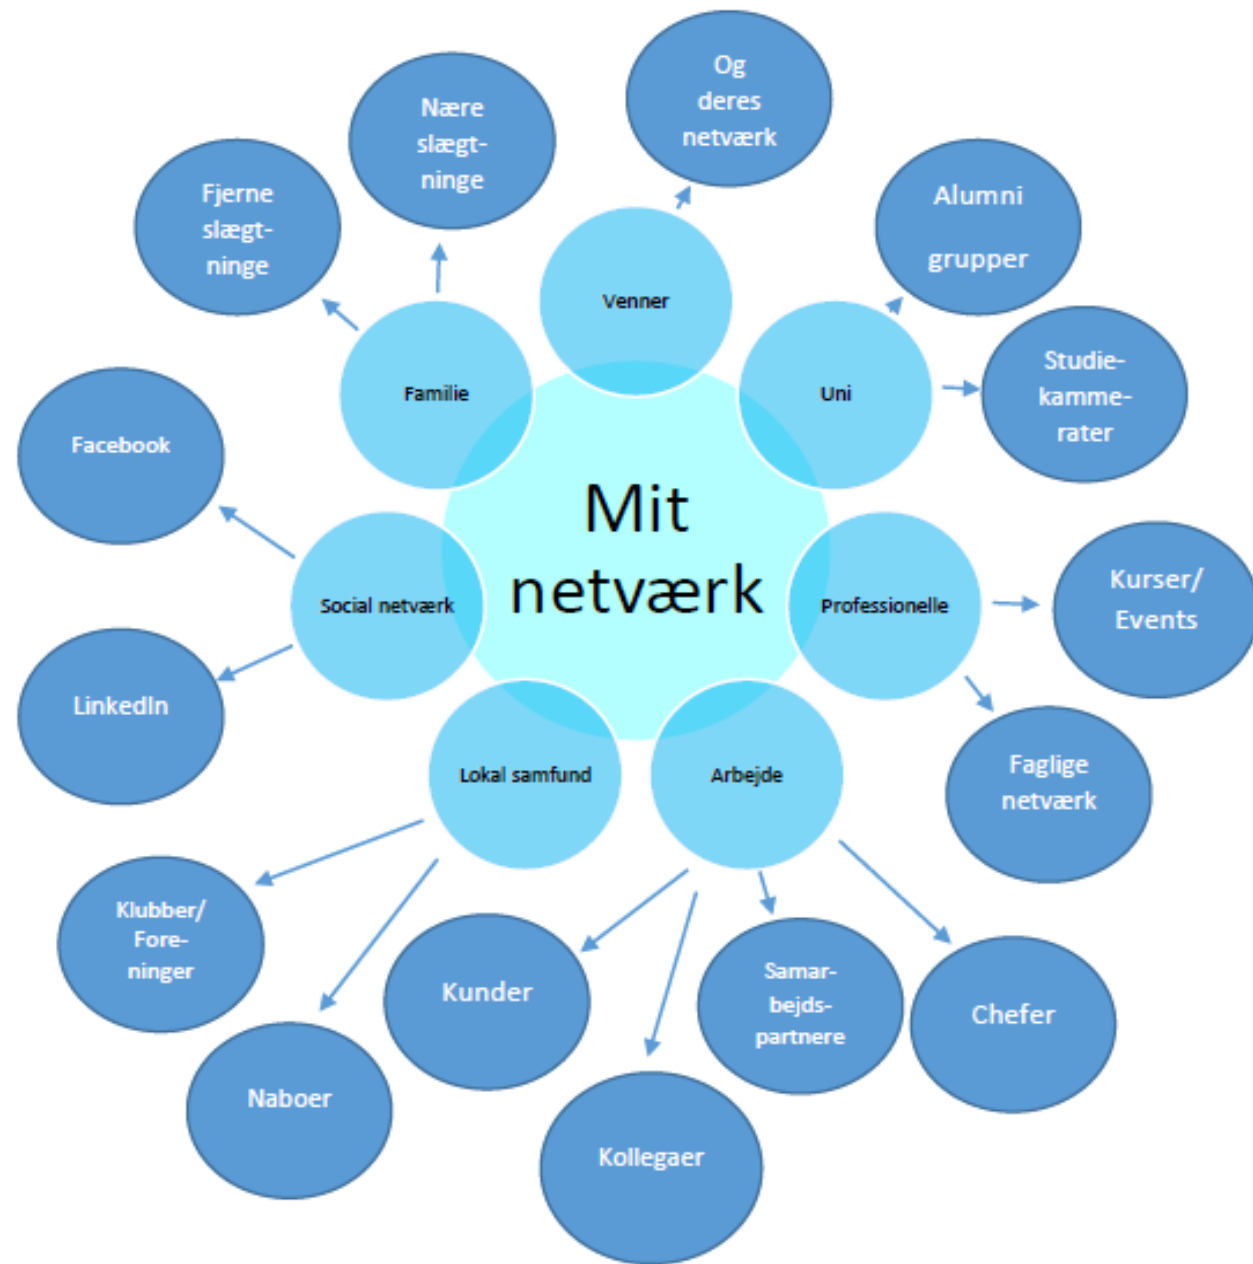 Mit
netværk
Venner
Og
deres
netværk
Uni
Alumni
grupper
Studie-
kamme-
rater
Professionelle
Kurser/
Events
Faglige
netværk
Arbejde
Chefer
Samar-
bejds-
partnere
Kollegaer
Kunder
Lokal samfund
Naboer
Klubber/
Fore-
ninger
Social netværk
LinkedIn
Facebook
Familie
Fjerne
slægt-
ninge
Nære
slægt-
ninge